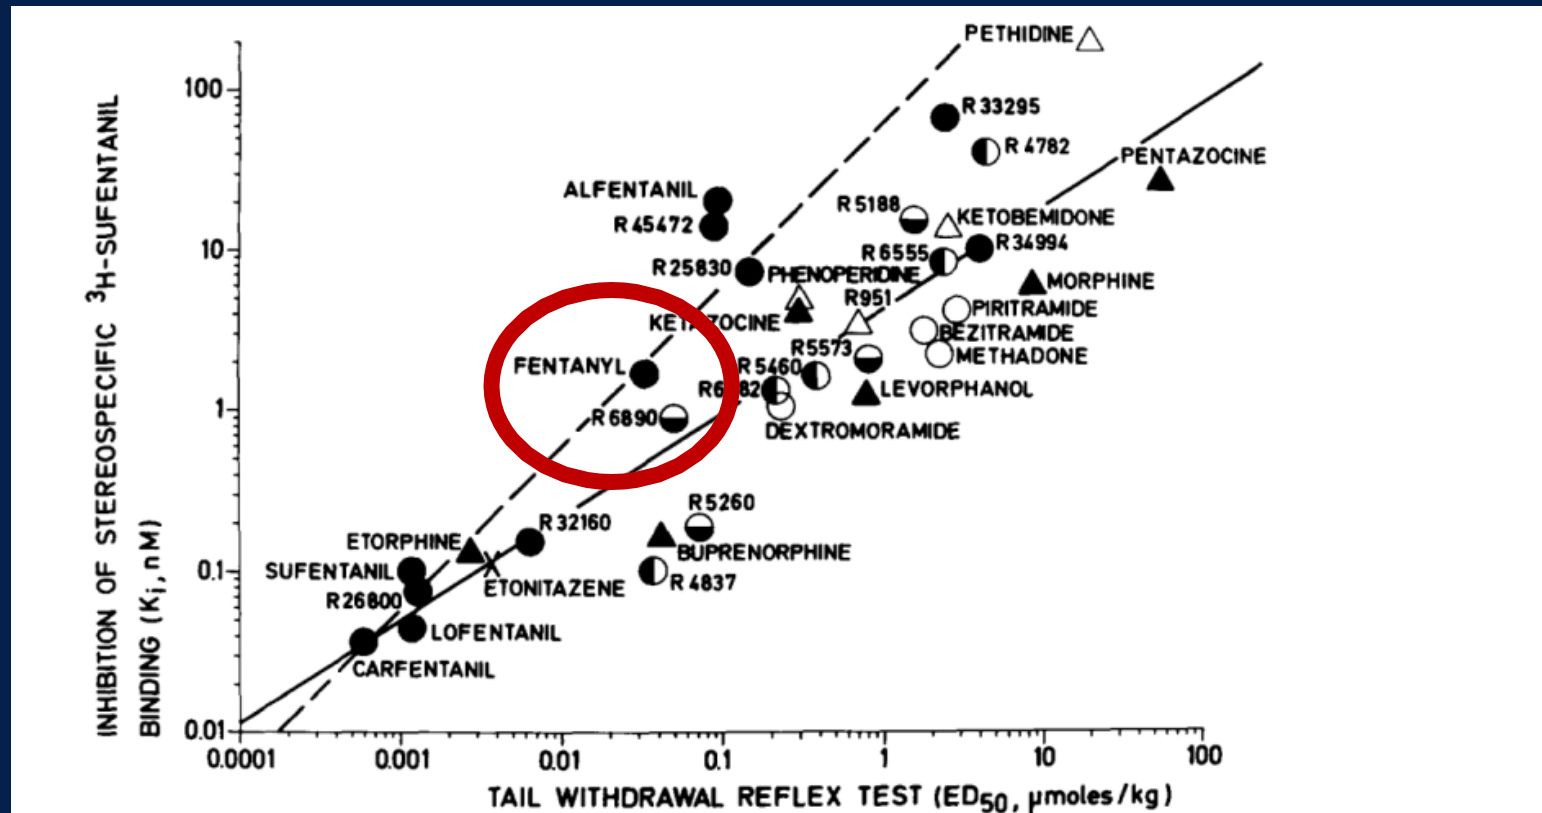 INHIBITION OF STEREOSPECIFIC ³H-SUFENTANIL
BINDING (Ki, nM)
100
10
1
0.1
0.01
PETHIDINE
R 33295
R 4782
PENTAZOCINE
ALFENTANIL
R 45472
R 5188
KETOBEMIDONE
R 34994
R 6555
R 25830
PHENOPERIDINE
MORPHINE
R951
PIRITRAMIDE
KETAZOCINE
BEZITRAMIDE
R5573
METHADONE
FENTANYL
R 5460
LEVORPHANOL
R 6890
DEXTROMORAMIDE
R 5260
R 32160
ETORPHINE
BUPRENORPHINE
SUFENTANIL
ETONITAZENE
R 4837
R 26800
LOFENTANIL
CARFENTANIL
0.0001
0.001
0.01
0.1
1
10
100
TAIL WITHDRAWAL REFLEX TEST (ED50, µmoles/kg)